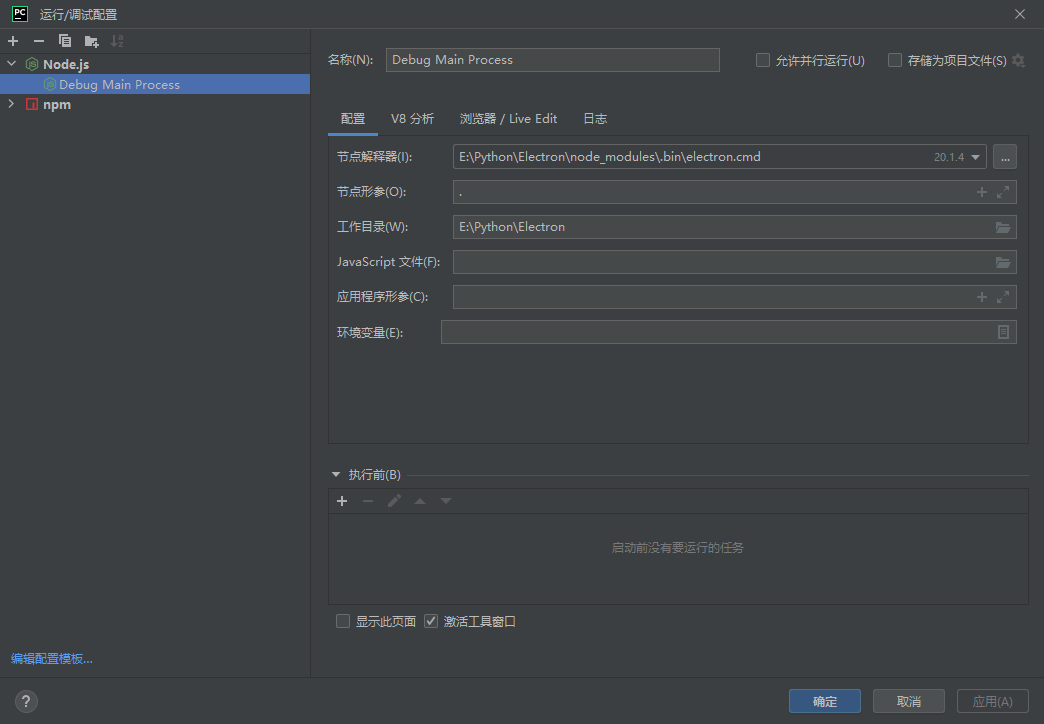 PC 运行/调试配置
Node.js
Debug Main Process
npm
编辑配置模板...
名称(N): Debug Main Process 允许并行运行(U) 存储为项目文件(S)
配置 V8 分析 浏览器 / Live Edit 日志
节点解释器(I): E:\Python\Electron\node_modules\.bin\electron.cmd 20.1.4 ...
节点形参(O): .
工作目录(W): E:\Python\Electron
JavaScript 文件(F):
应用程序形参(C):
环境变量(E):
执行前(B)
启动前没有要运行的任务
显示此页面 激活工具窗口
? 确定 取消 应用(A)